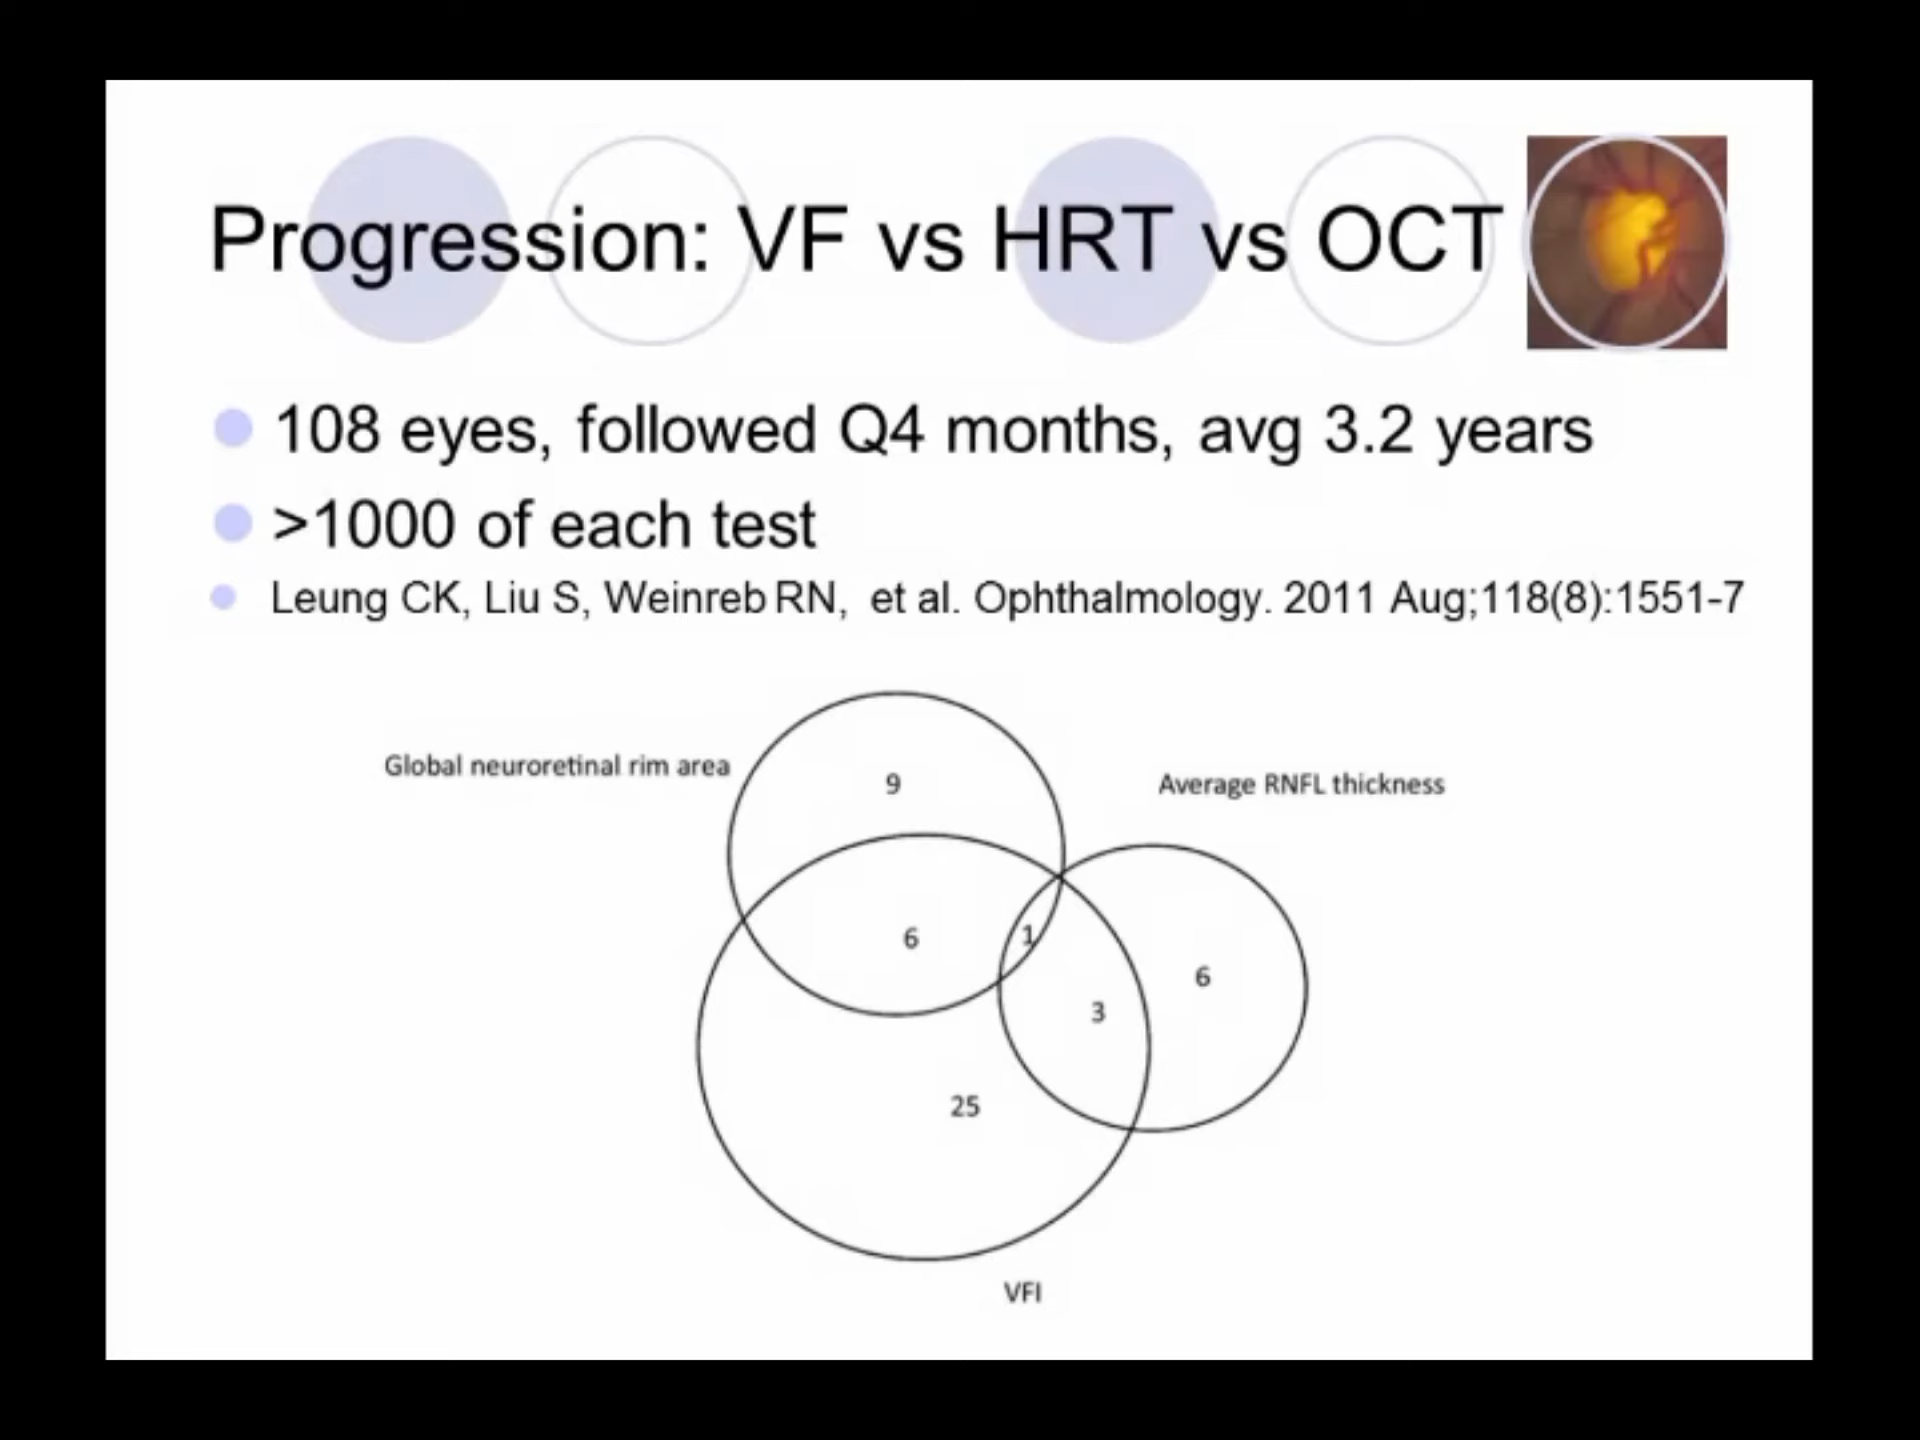 Progression: VF vs HRT vs OCT
108 eyes, followed Q4 months, avg 3.2 years
>1000 of each test
Leung CK, Liu S, Weinreb RN, et al. Ophthalmology. 2011 Aug;118(8):1551-7
Global neuroretinal rim area
9
Average RNFL thickness
6
1
6
3
25
VFI